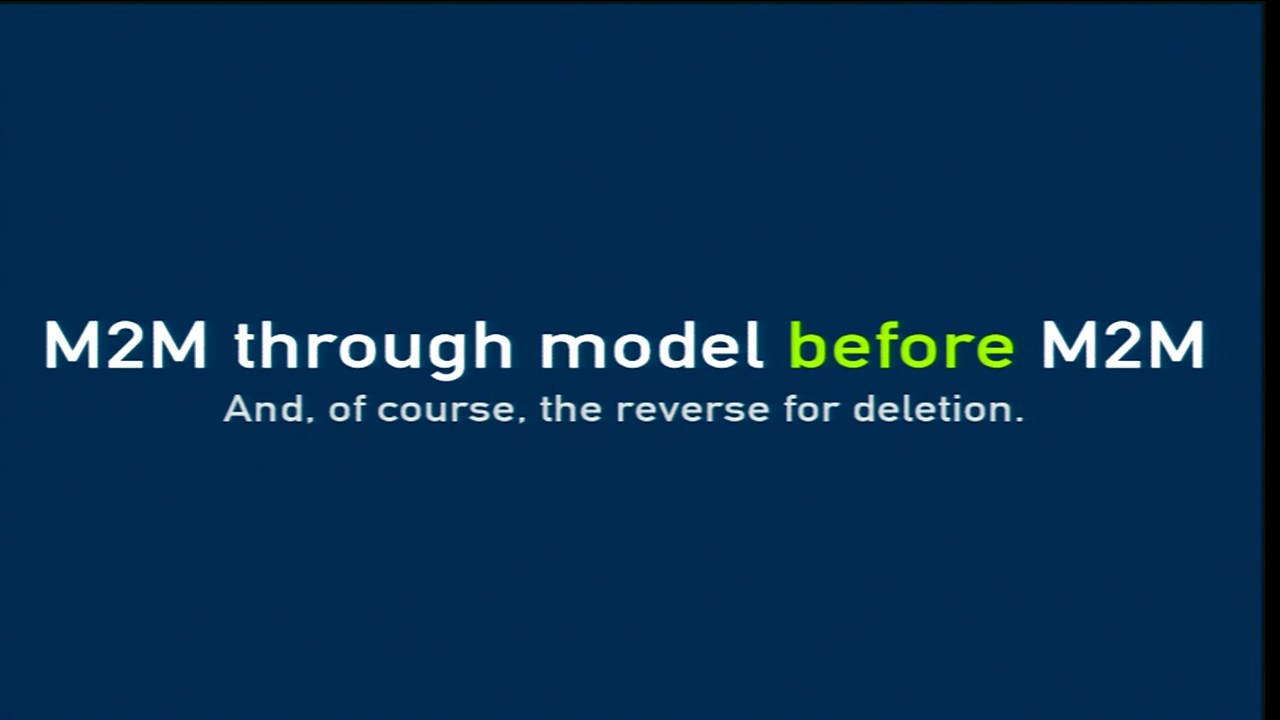 M2M through model before M2M
And, of course, the reverse for deletion.